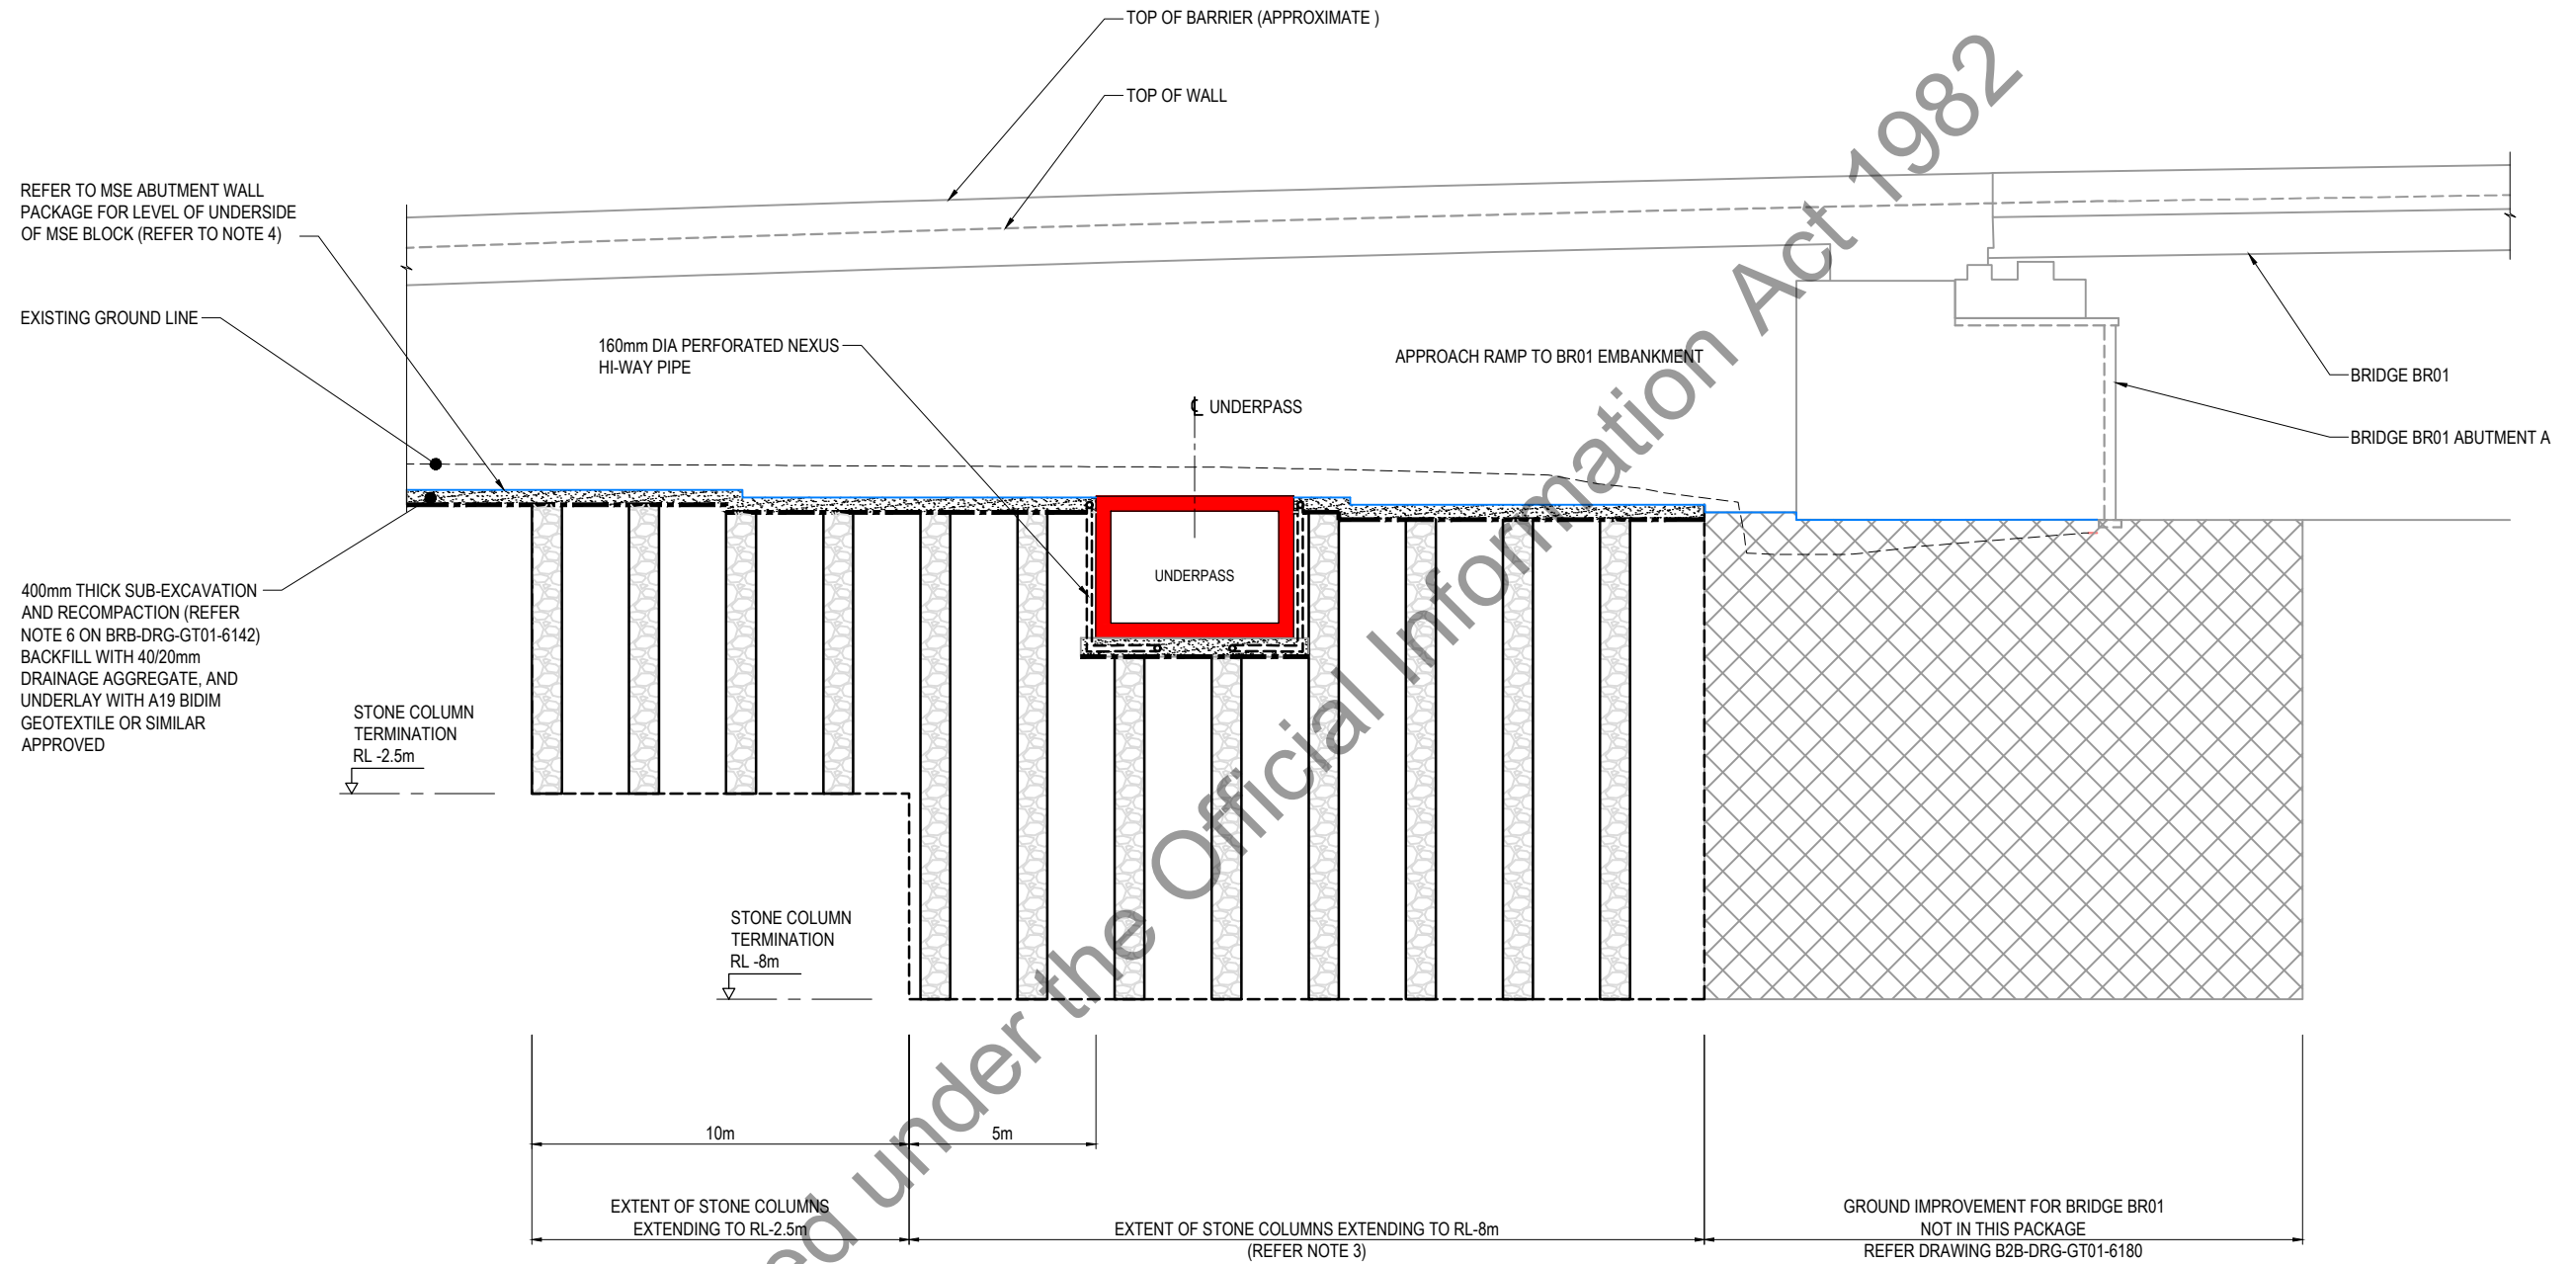 TOP OF BARRIER (APPROXIMATE )
TOP OF WALL
REFER TO MSE ABUTMENT WALL
PACKAGE FOR LEVEL OF UNDERSIDE
OF MSE BLOCK (REFER TO NOTE 4)
EXISTING GROUND LINE
160mm DIA PERFORATED NEXUS
HI-WAY PIPE
APPROACH RAMP TO BR01 EMBANKMENT
BRIDGE BR01
BRIDGE BR01 ABUTMENT A
℄ UNDERPASS
UNDERPASS
400mm THICK SUB-EXCAVATION
AND RECOMPACTION (REFER
NOTE 6 ON BRB-DRG-GT01-6142)
BACKFILL WITH 40/20mm
DRAINAGE AGGREGATE, AND
UNDERLAY WITH A19 BIDIM
GEOTEXTILE OR SIMILAR
APPROVED
STONE COLUMN
TERMINATION
RL -2.5m
STONE COLUMN
TERMINATION
RL -8m
10m
5m
EXTENT OF STONE COLUMNS
EXTENDING TO RL-2.5m
EXTENT OF STONE COLUMNS EXTENDING TO RL-8m
(REFER NOTE 3)
GROUND IMPROVEMENT FOR BRIDGE BR01
NOT IN THIS PACKAGE
REFER DRAWING B2B-DRG-GT01-6180
under the Official Information Act 1982